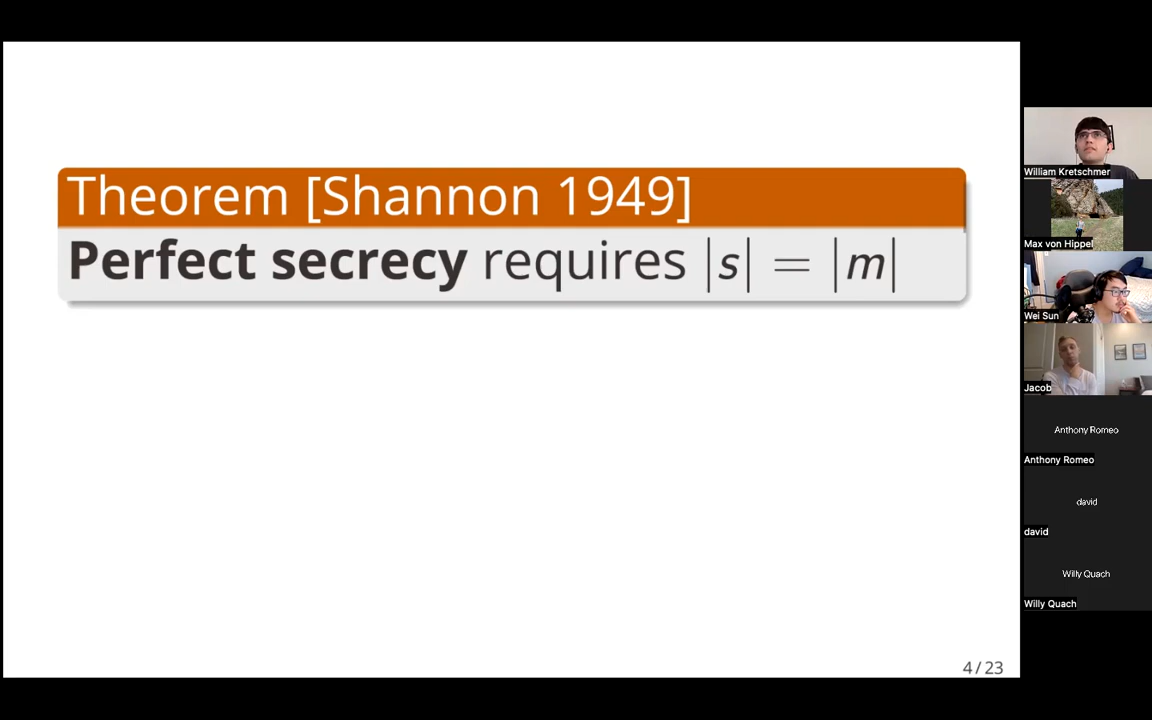 Theorem [Shannon 1949]
Perfect secrecy requires |s| = |m|
4 / 23
William Kretschmer
Max von Hippel
Wei Sun
Jacob
Anthony Romeo
Anthony Romeo
david
david
Willy Quach
Willy Quach